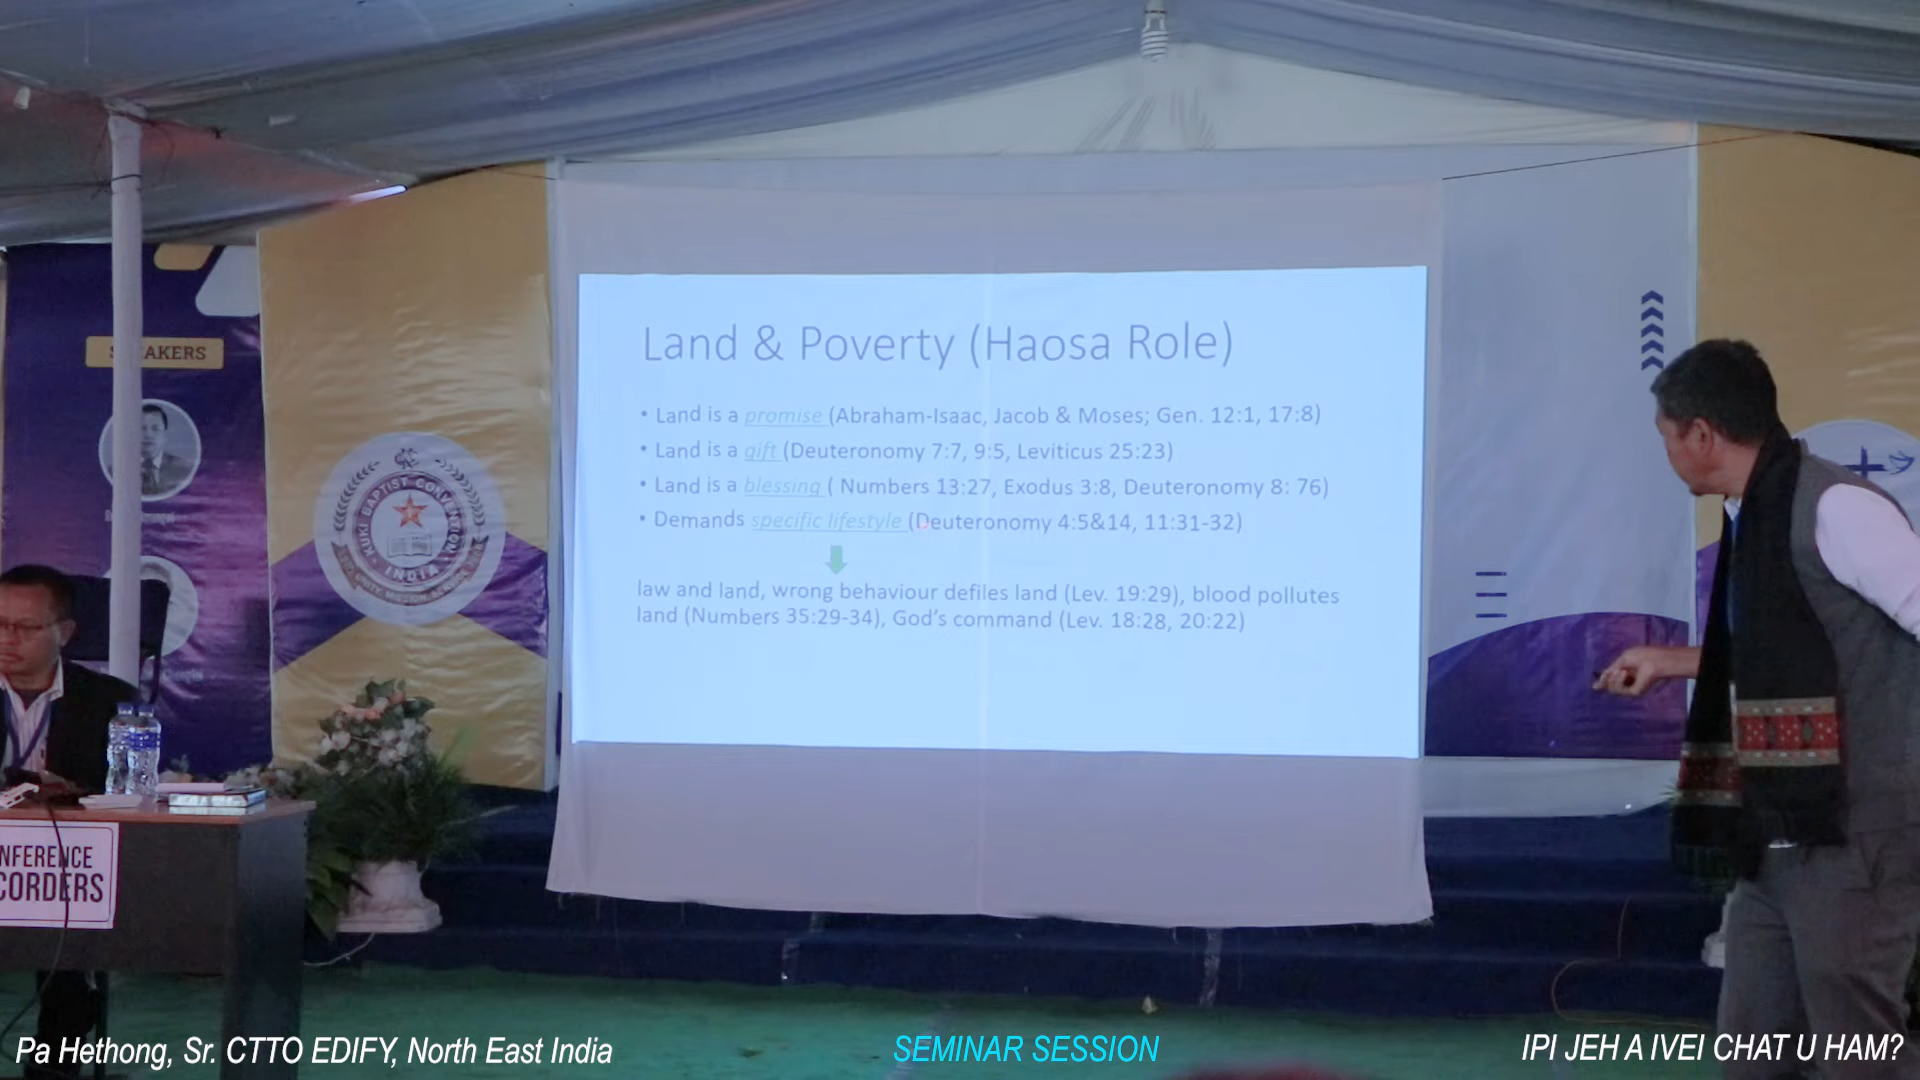 AKERS
KUKI BAPTIST CONVENTION
INDIA
Land & Poverty (Haosa Role)
• Land is a promise (Abraham-Isaac, Jacob & Moses; Gen. 12:1, 17:8)
• Land is a gift (Deuteronomy 7:7, 9:5, Leviticus 25:23)
• Land is a blessing ( Numbers 13:27, Exodus 3:8, Deuteronomy 8: 76)
• Demands specific lifestyle (Deuteronomy 4:5&14, 11:31-32)
law and land, wrong behaviour defiles land (Lev. 19:29), blood pollutes
land (Numbers 35:29-34), God's command (Lev. 18:28, 20:22)
NFERENCE
CORDERS
Pa Hethong, Sr. CTTO EDIFY, North East India
SEMINAR SESSION
IPI JEH A IVEI CHAT U HAM?